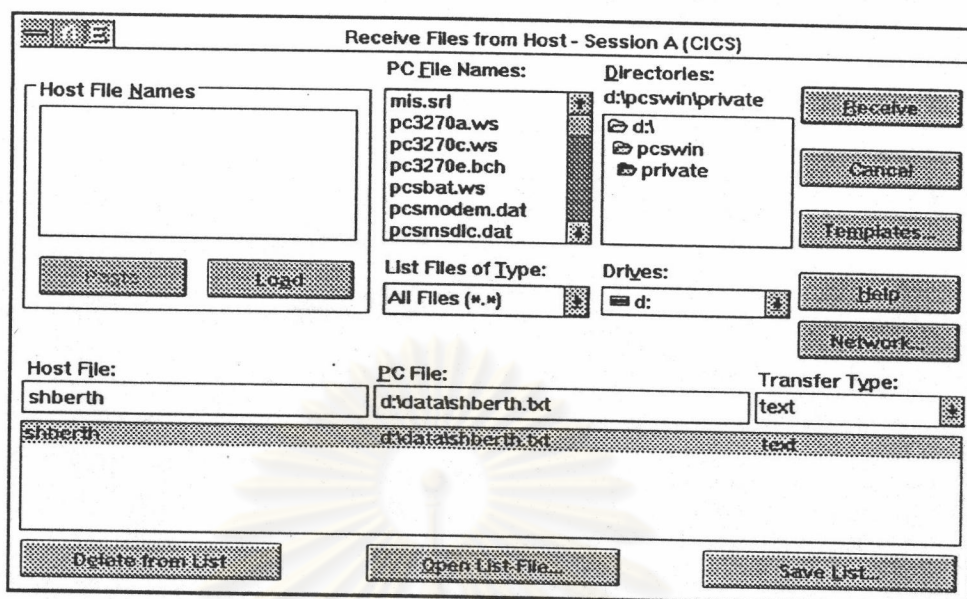 Receive Files from Host - Session A (CICS)
Host File Names
Paste
Load
PC File Names:
mis.srl
pc3270a.ws
pc3270c.ws
pc3270e.bch
pcsbat.ws
pcsmodem.dat
pcsmsdlc.dat
List Files of Type:
All Files (*.*)
Directories:
d:\pcswin\private
d:\
pcswin
private
Drives:
d:
Receive
Cancel
Templates...
Help
Network...
Host File:
shberth
PC File:
d:\data\shberth.txt
Transfer Type:
text
shberth d:\data\shberth.txt text
Delete from List
Open List-File...
Save List...